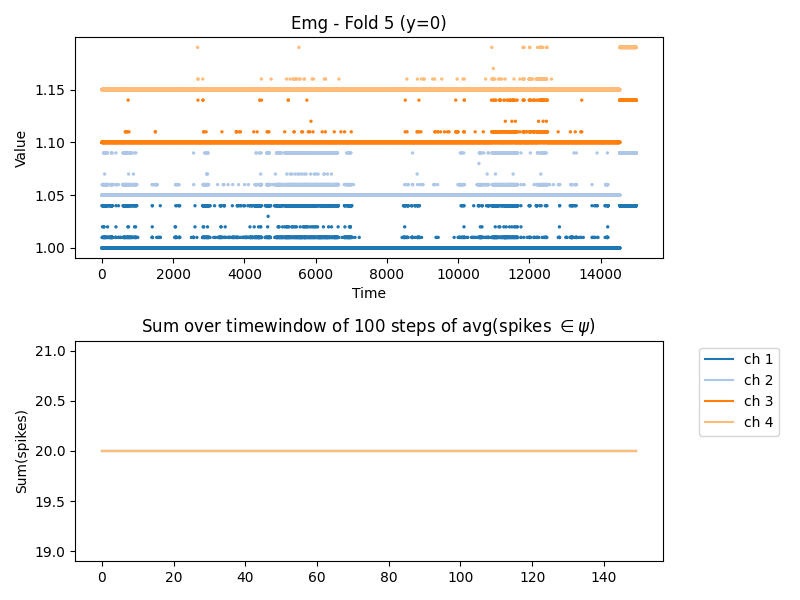 Emg - Fold 5 (y=0)
Value
1.15
1.10
1.05
1.00
0 2000 4000 6000 8000 10000 12000 14000
Time
Sum over timewindow of 100 steps of avg(spikes ∈ψ)
Sum(spikes)
21.0
20.5
20.0
19.5
19.0
0 20 40 60 80 100 120 140
ch 1
ch 2
ch 3
ch 4